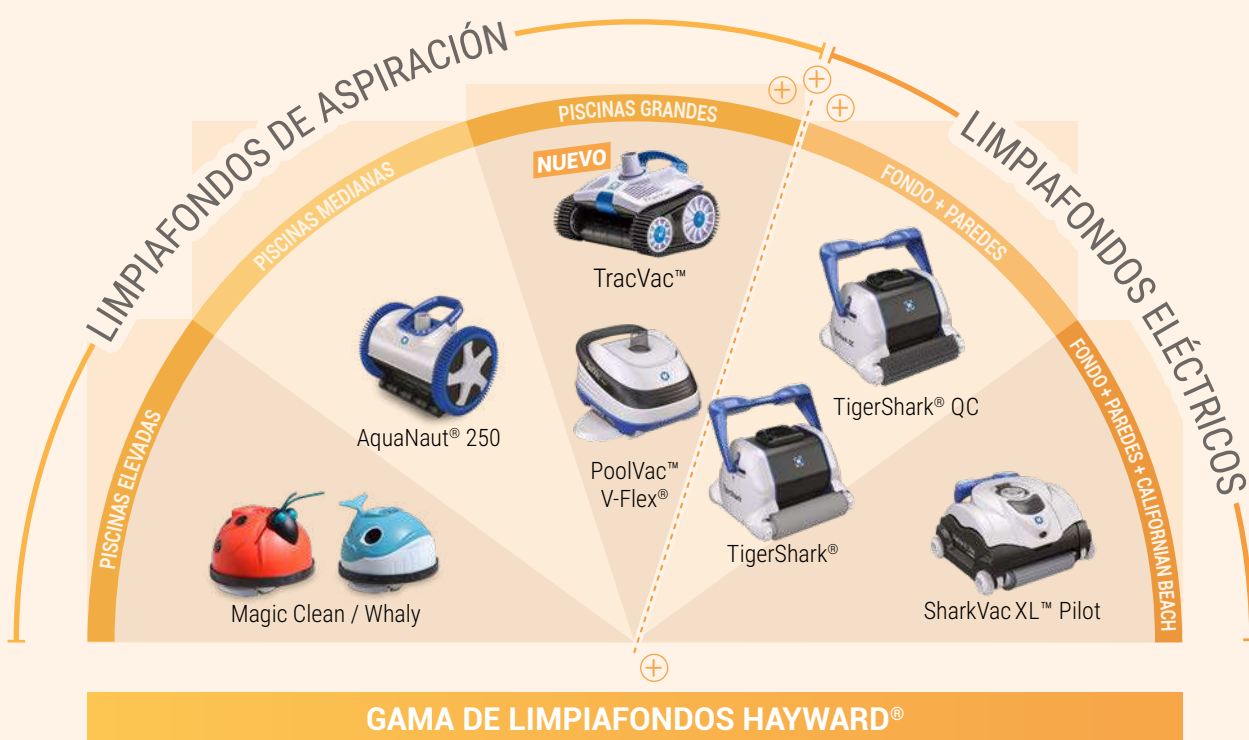 LIMPIAFONDOS DE ASPIRACIÓN
LIMPIAFONDOS ELÉCTRICOS
PISCINAS ELEVADAS
PISCINAS MEDIANAS
PISCINAS GRANDES
FONDO + PAREDES
FONDO + PAREDES + CALIFORNIAN BEACH
NUEVO
TracVac™
AquaNaut® 250
PoolVac™
V-Flex®
TigerShark® QC
TigerShark®
Magic Clean / Whaly
SharkVac XL™ Pilot
GAMA DE LIMPIAFONDOS HAYWARD®